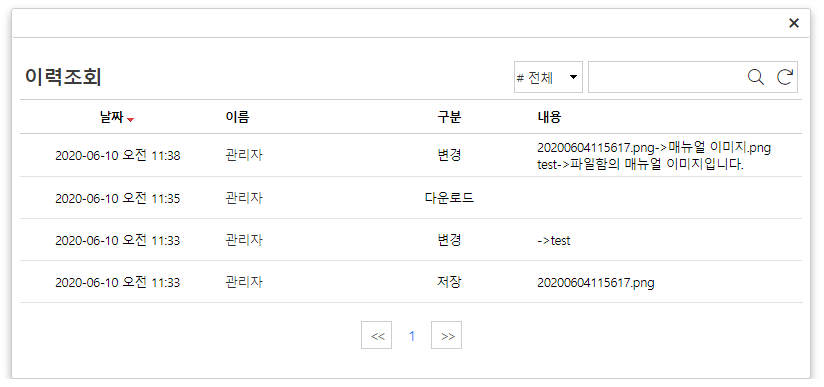 ×
이력조회
# 전체
날짜 이름 구분 내용
2020-06-10 오전 11:38 관리자 변경 20200604115617.png->매뉴얼 이미지.png
test->파일함의 매뉴얼 이미지입니다.
2020-06-10 오전 11:35 관리자 다운로드
2020-06-10 오전 11:33 관리자 변경 ->test
2020-06-10 오전 11:33 관리자 저장 20200604115617.png
<< 1 >>